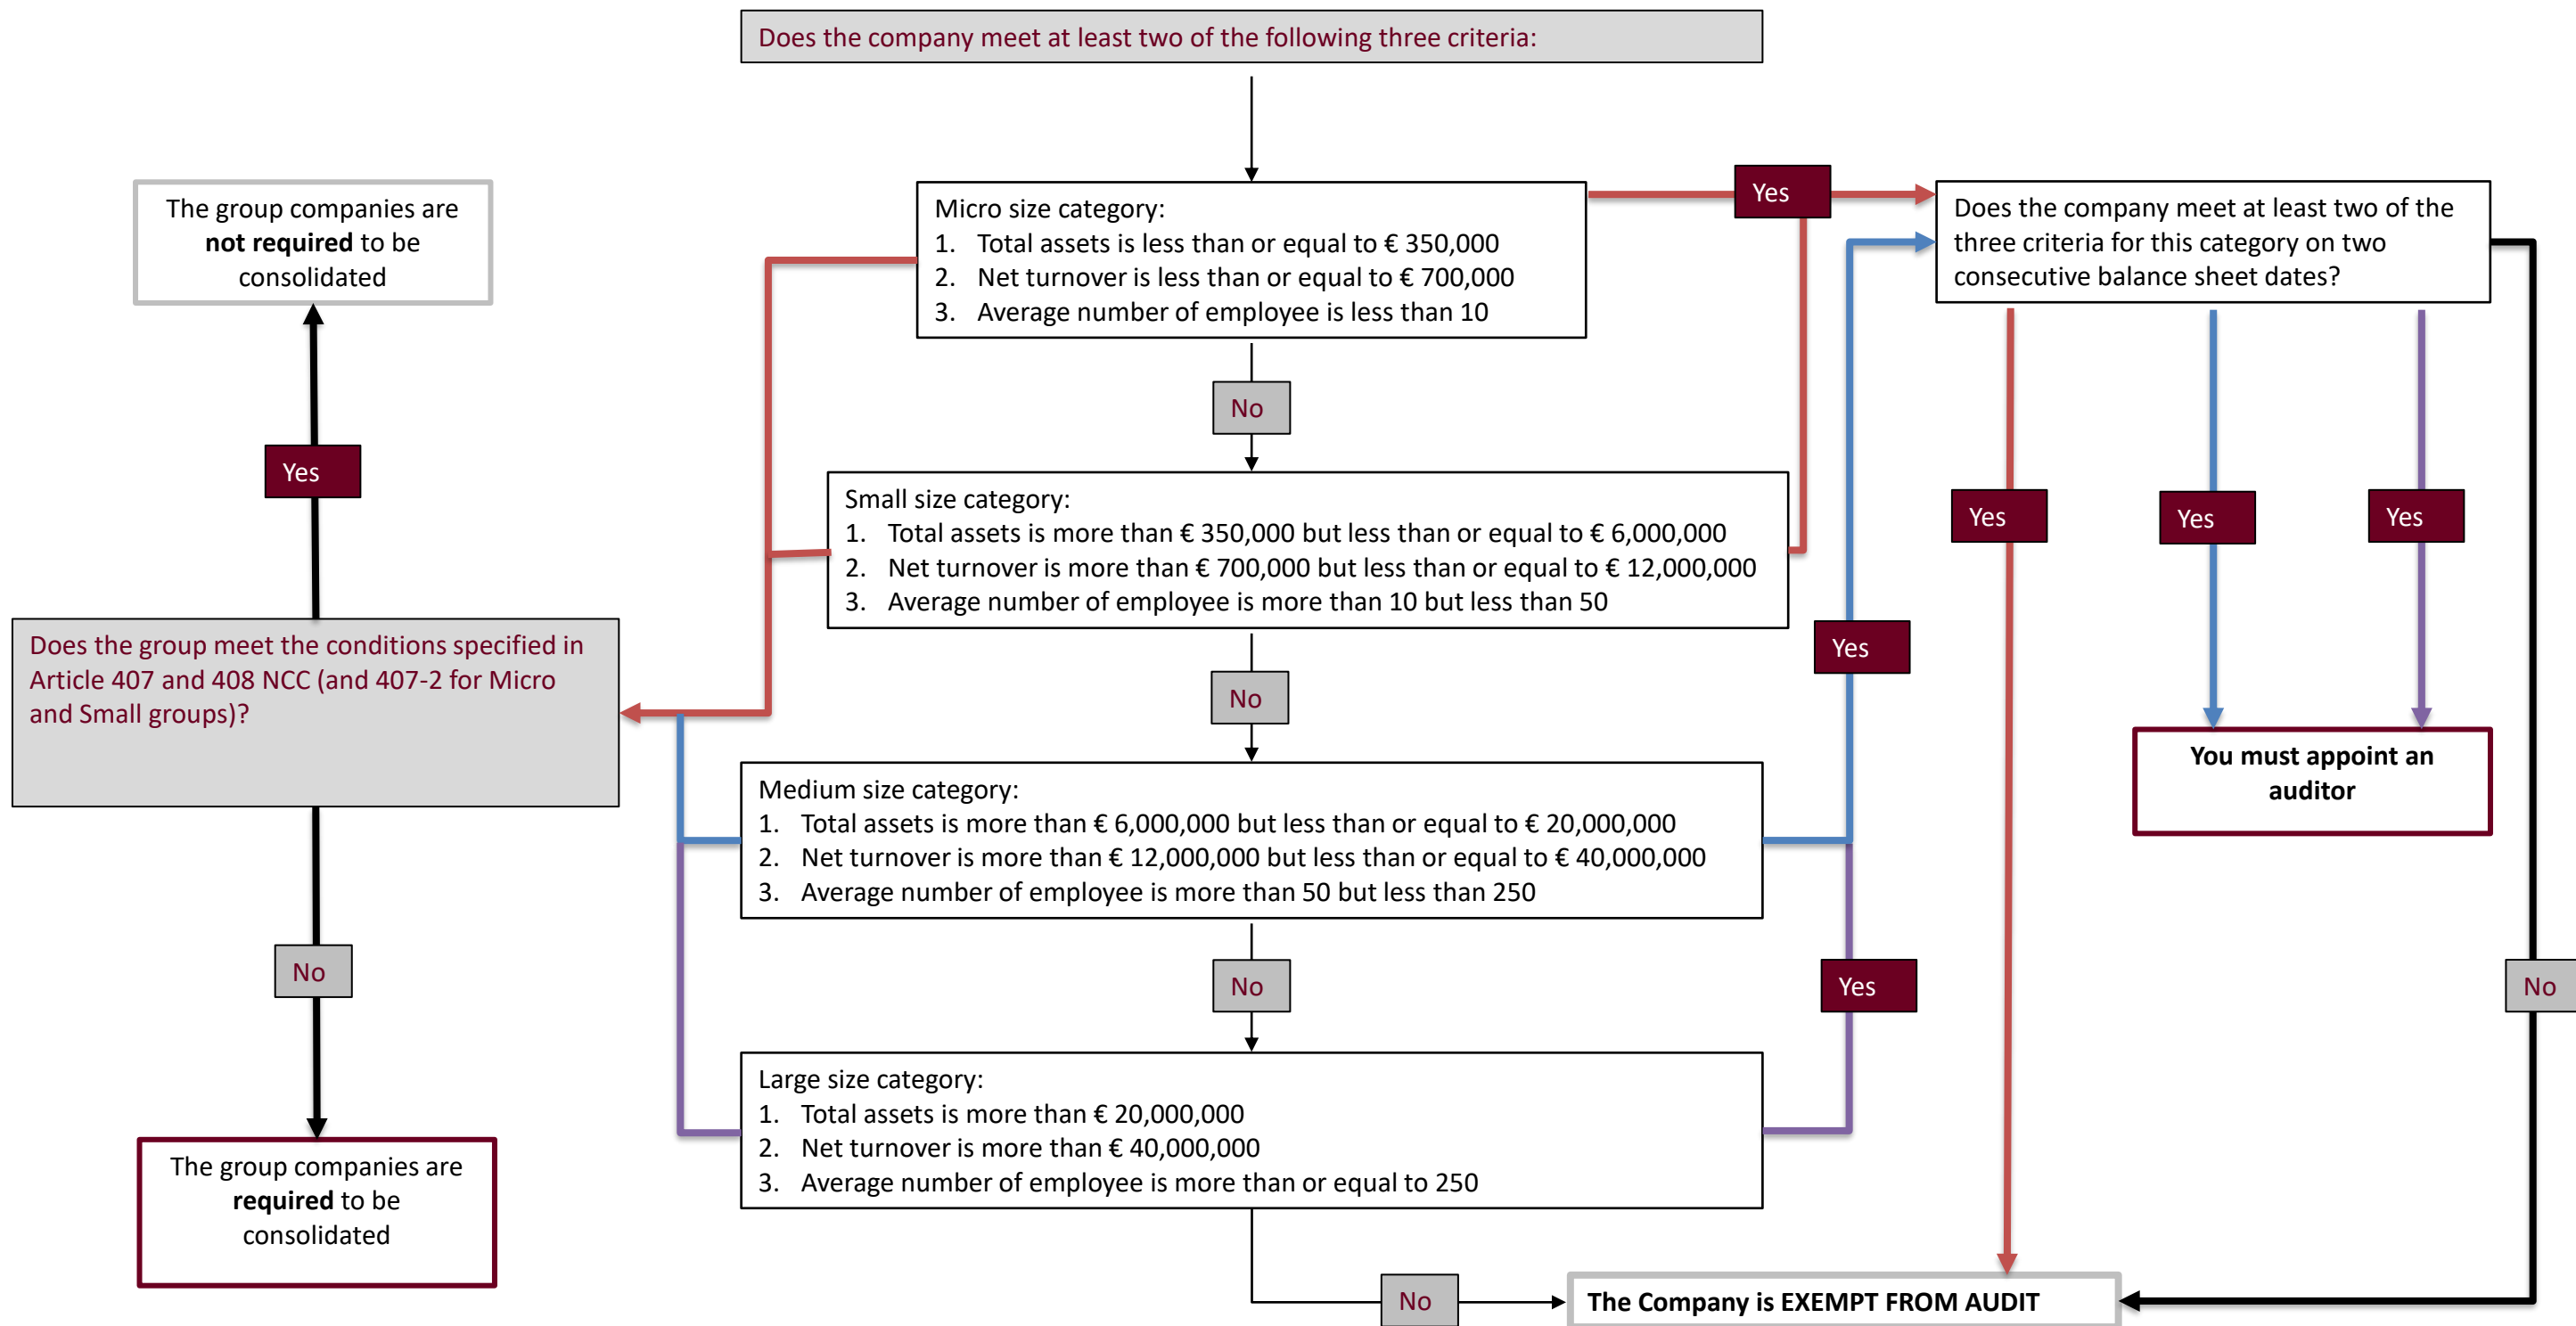 Does the company meet at least two of the following three criteria:
The group companies are
not required to be
consolidated
Micro size category:
1. Total assets is less than or equal to € 350,000
2. Net turnover is less than or equal to € 700,000
3. Average number of employee is less than 10
Yes
Does the company meet at least two of the
three criteria for this category on two
consecutive balance sheet dates?
No
Yes
Small size category:
1. Total assets is more than € 350,000 but less than or equal to € 6,000,000
2. Net turnover is more than € 700,000 but less than or equal to € 12,000,000
3. Average number of employee is more than 10 but less than 50
Yes
Yes
Yes
Does the group meet the conditions specified in
Article 407 and 408 NCC (and 407-2 for Micro
and Small groups)?
Yes
No
Medium size category:
1. Total assets is more than € 6,000,000 but less than or equal to € 20,000,000
2. Net turnover is more than € 12,000,000 but less than or equal to € 40,000,000
3. Average number of employee is more than 50 but less than 250
You must appoint an
auditor
No
No
Yes
No
Large size category:
1. Total assets is more than € 20,000,000
2. Net turnover is more than € 40,000,000
3. Average number of employee is more than or equal to 250
The group companies are
required to be
consolidated
No
The Company is EXEMPT FROM AUDIT